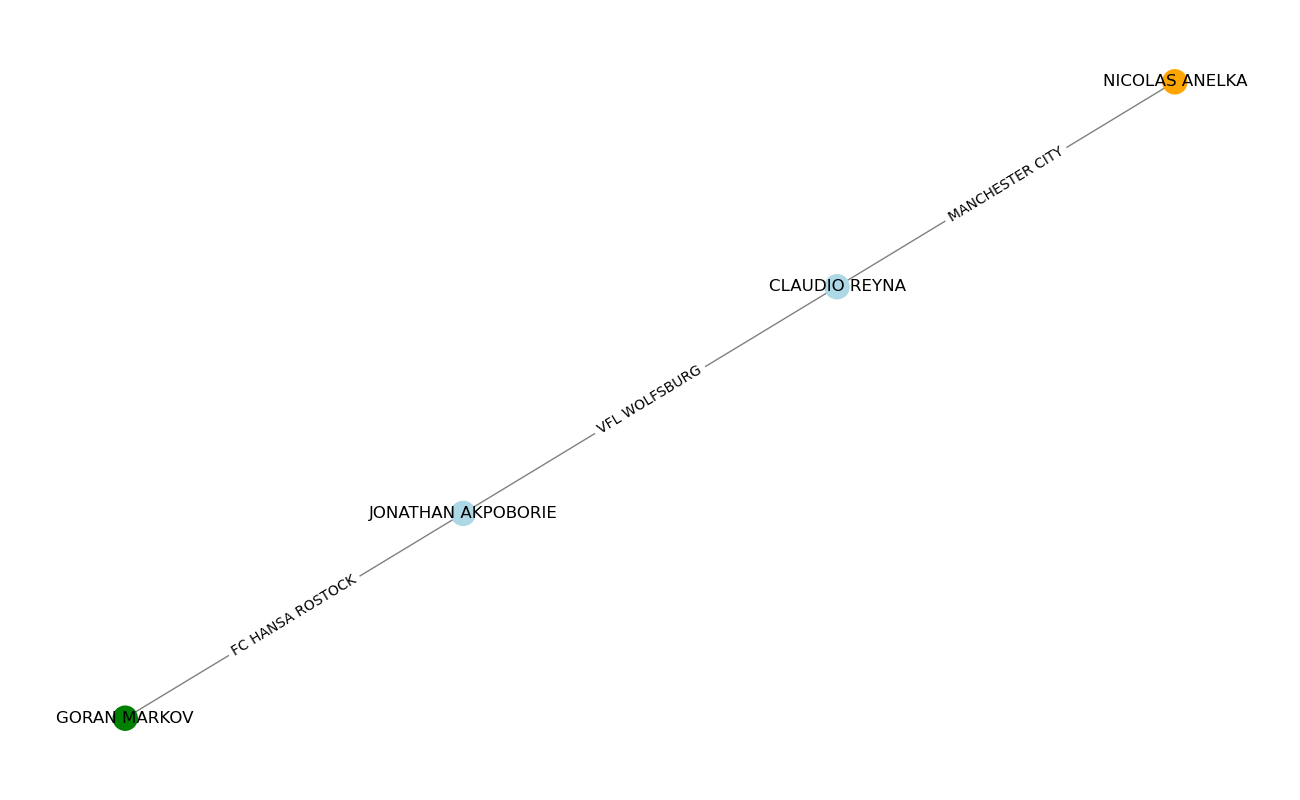 NICOLAS ANELKA
MANCHESTER CITY
CLAUDIO REYNA
VFL WOLFSBURG
JONATHAN AKPOBORIE
FC HANSA ROSTOCK
GORAN MARKOV